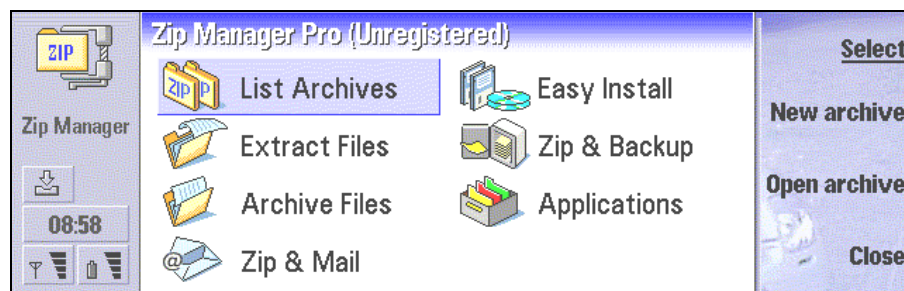 ZIP
Zip Manager
08:58
Zip Manager Pro (Unregistered)
ZIP P
List Archives
Extract Files
Archive Files
@
Zip & Mail
Easy Install
Zip & Backup
Applications
Select
New archive
Open archive
Close